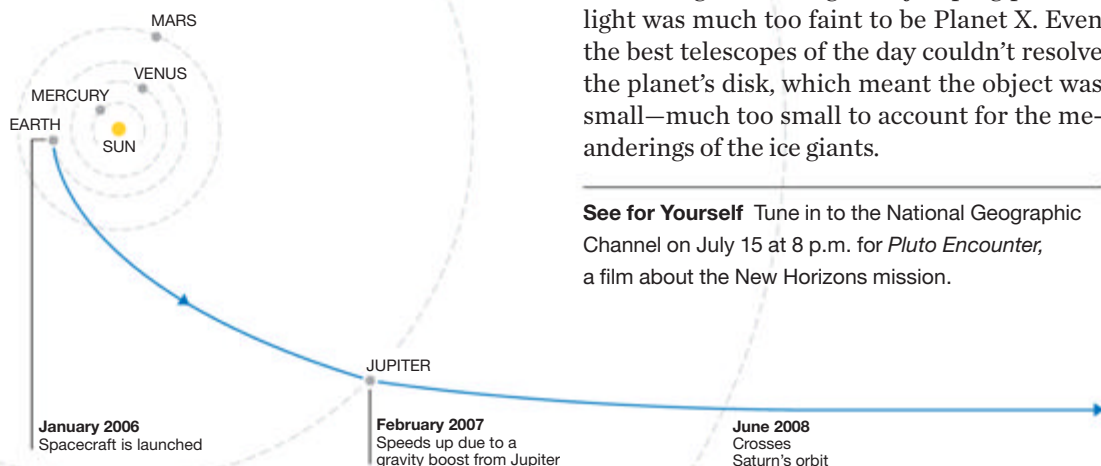 MARS
VENUS
MERCURY
EARTH
SUN
JUPITER
January 2006
Spacecraft is launched
February 2007
Speeds up due to a
gravity boost from Jupiter
June 2008
Crosses
Saturn’s orbit
light was much too faint to be Planet X. Even
the best telescopes of the day couldn’t resolve
the planet’s disk, which meant the object was
small—much too small to account for the me-
anderings of the ice giants.
See for Yourself Tune in to the National Geographic
Channel on July 15 at 8 p.m. for Pluto Encounter,
a film about the New Horizons mission.